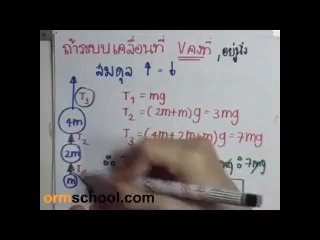 ถ้าระบบเคลื่อนที่ Vคงที่, อยู่นิ่ง
สมดุล ↑ = ↓
T₃
4m
T₂
2m
m
T₁ = mg
T₂ = (2m+m)g = 3mg
T₃ = (4m+2m+m)g = 7mg
: 7mg
ormschool.com